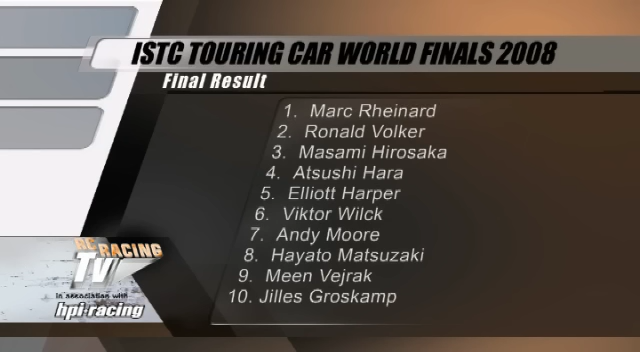 ISTC TOURING CAR WORLD FINALS 2008
Final Result
1. Marc Rheinard
2. Ronald Volker
3. Masami Hirosaka
4. Atsushi Hara
5. Elliott Harper
6. Viktor Wilck
7. Andy Moore
8. Hayato Matsuzaki
9. Meen Vejrak
10. Jilles Groskamp
RC RACING
TV
in association with
hpi-racing